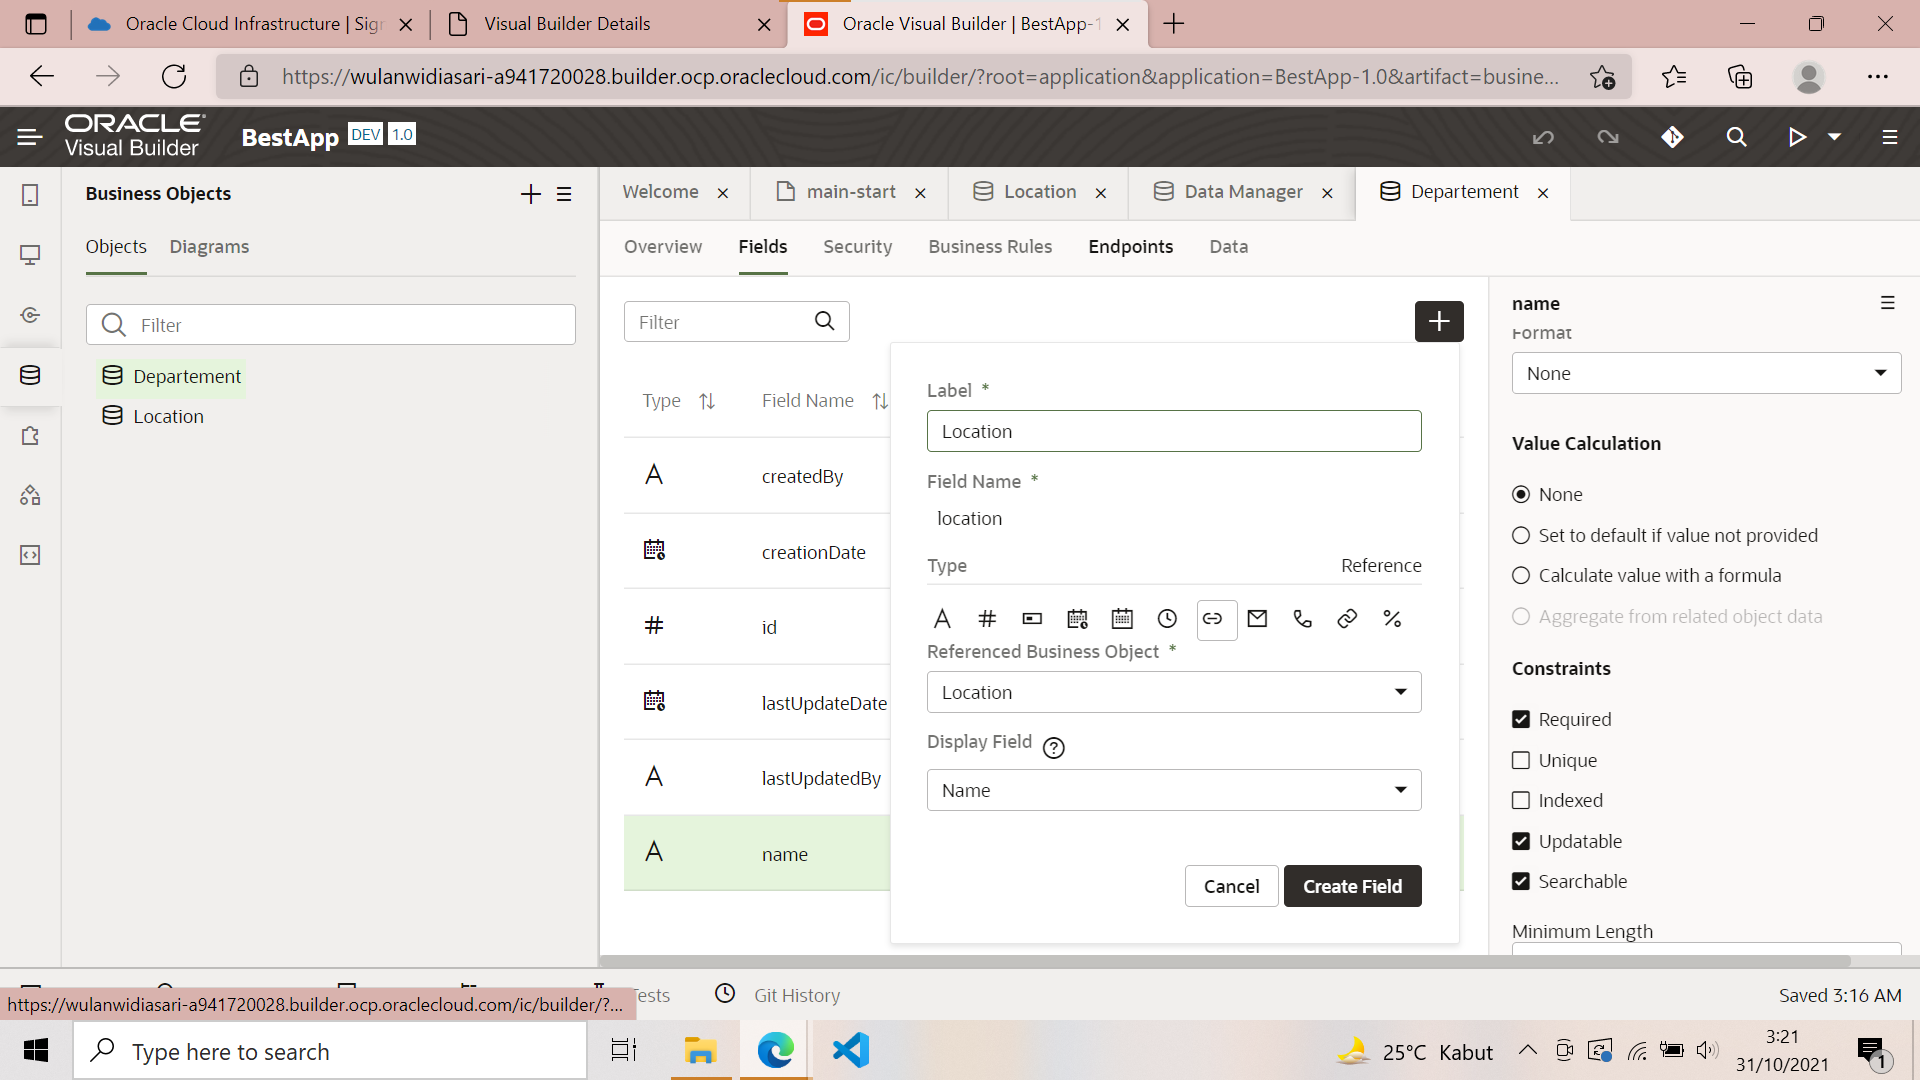 Oracle Cloud Infrastructure | Sign
Visual Builder Details
Oracle Visual Builder | BestApp-1
https://wulanwidiasari-a941720028.builder.ocp.oraclecloud.com/ic/builder/?root=application&application=BestApp-1.0&artifact=busine...
ORACLE
Visual Builder
BestApp DEV 1.0
Business Objects
Objects Diagrams
Filter
Departement
Location
Welcome
main-start
Location
Data Manager
Departement
Overview Fields Security Business Rules Endpoints Data
Filter
Type Field Name
createdBy
creationDate
id
lastUpdateDate
lastUpdatedBy
name
Label *
Location
Field Name *
location
Type Reference
Referenced Business Object *
Location
Display Field
Name
Cancel Create Field
name
Format
None
Value Calculation
None
Set to default if value not provided
Calculate value with a formula
Aggregate from related object data
Constraints
Required
Unique
Indexed
Updatable
Searchable
Minimum Length
Tests
Git History
Saved 3:16 AM
https://wulanwidiasari-a941720028.builder.ocp.oraclecloud.com/ic/builder/?...
Type here to search
25°C Kabut
3:21
31/10/2021
1